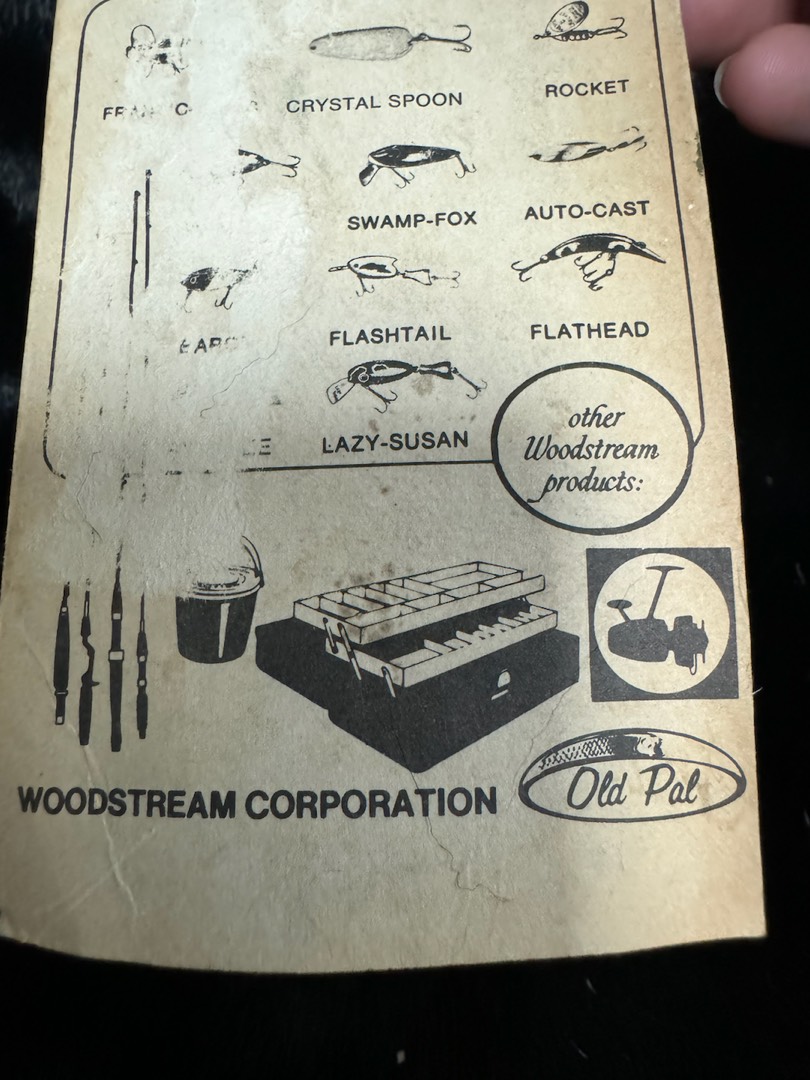 CRYSTAL SPOON
ROCKET
SWAMP-FOX
AUTO-CAST
FLASHTAIL
FLATHEAD
LAZY-SUSAN
other
Woodstream
products:
WOODSTREAM CORPORATION
Old Pal